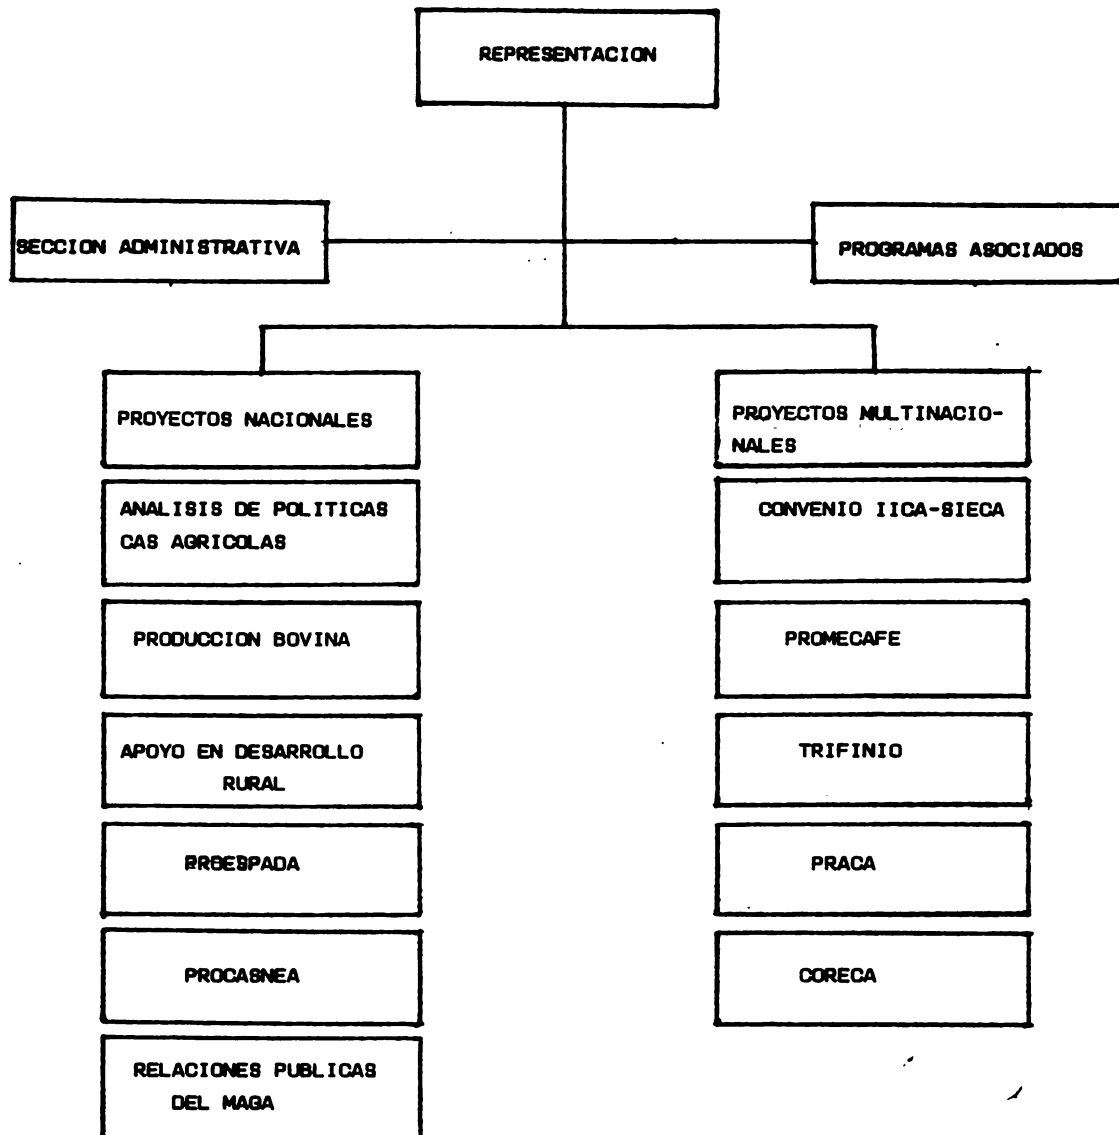 REPRESENTACION
SECCION ADMINISTRATIVA
PROGRAMAS ASOCIADOS
PROYECTOS NACIONALES
ANALISIS DE POLITICAS
CAS AGRICOLAS
PRODUCCION BOVINA
APOYO EN DESARROLLO
RURAL
PROESPADA
PROCASNEA
RELACIONES PUBLICAS
DEL MAGA
PROYECTOS MULTINACIO-
NALES
CONVENIO IICA-SIECA
PROMECAFE
TRIFINIO
PRACA
CORECA